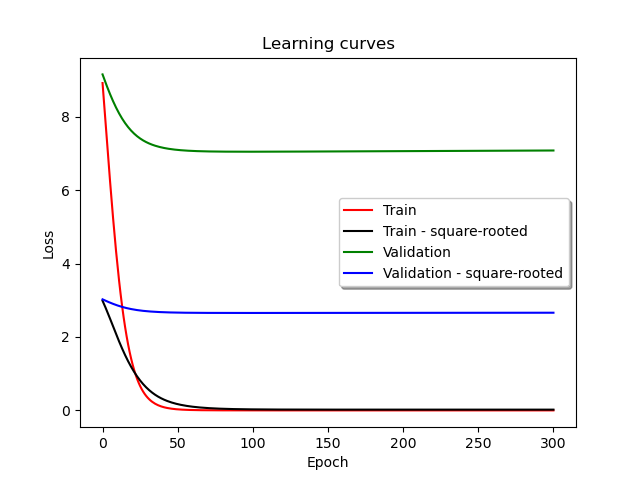 Learning curves
Loss
8
6
4
2
0
Train
Train - square-rooted
Validation
Validation - square-rooted
0 50 100 150 200 250 300
Epoch